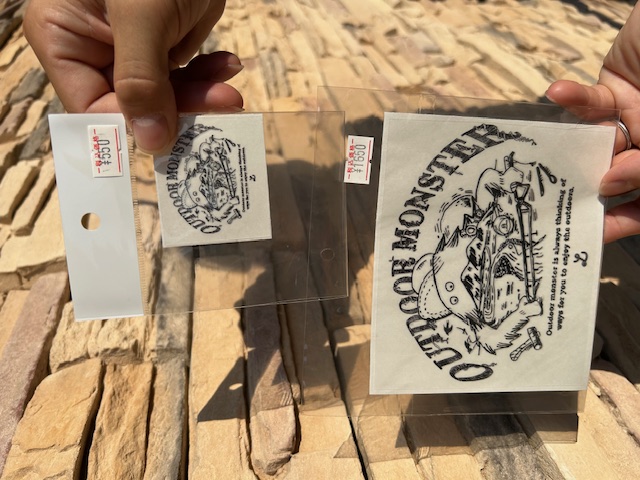 ¥550
OUTDOOR MONSTER
¥1650
OUTDOOR MONSTER
Outdoor monster is always thinking of
ways for you to enjoy the outdoors.